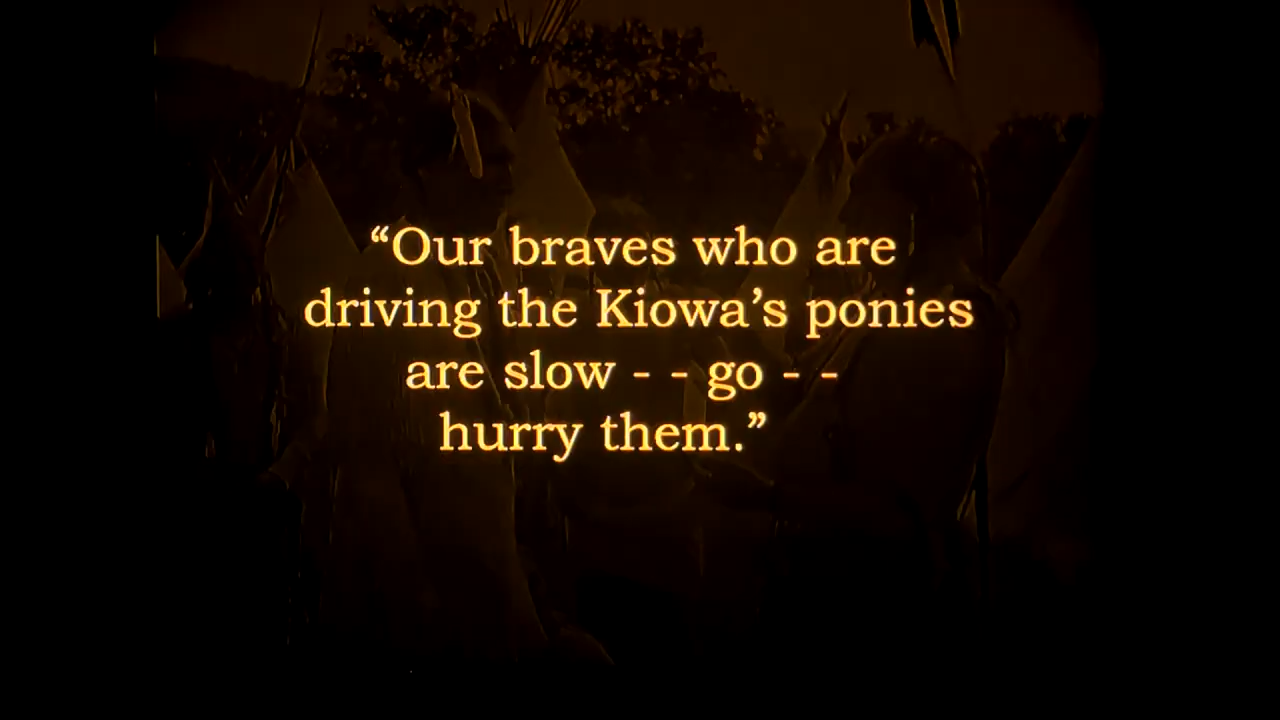 “Our braves who are
driving the Kiowa’s ponies
are slow - - go - -
hurry them.”